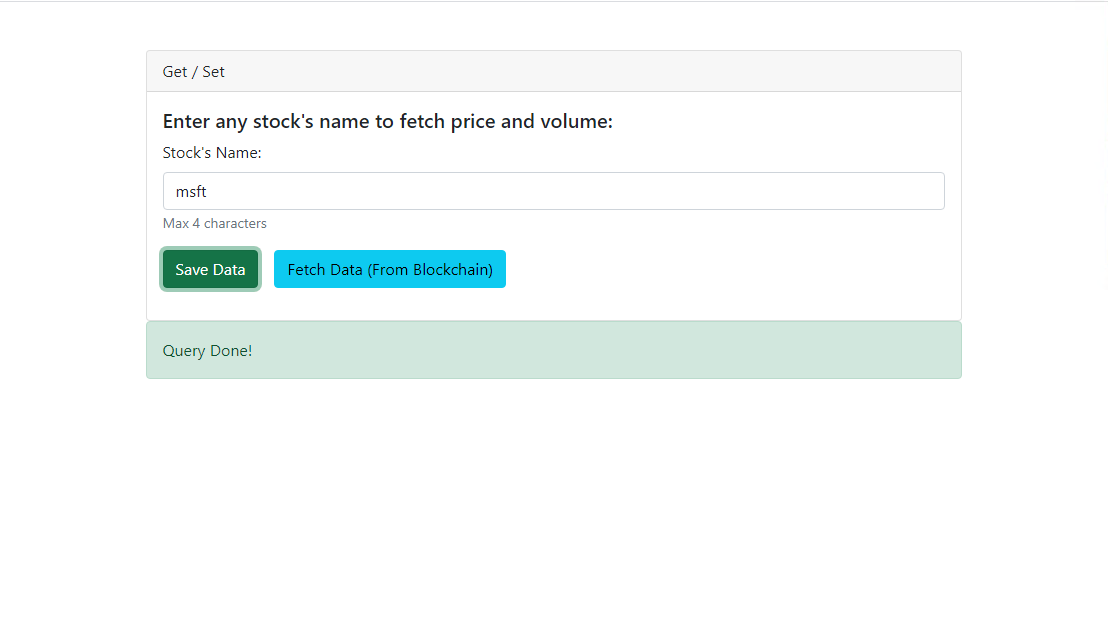 Get / Set
Enter any stock's name to fetch price and volume:
Stock's Name:
msft
Max 4 characters
Save Data Fetch Data (From Blockchain)
Query Done!